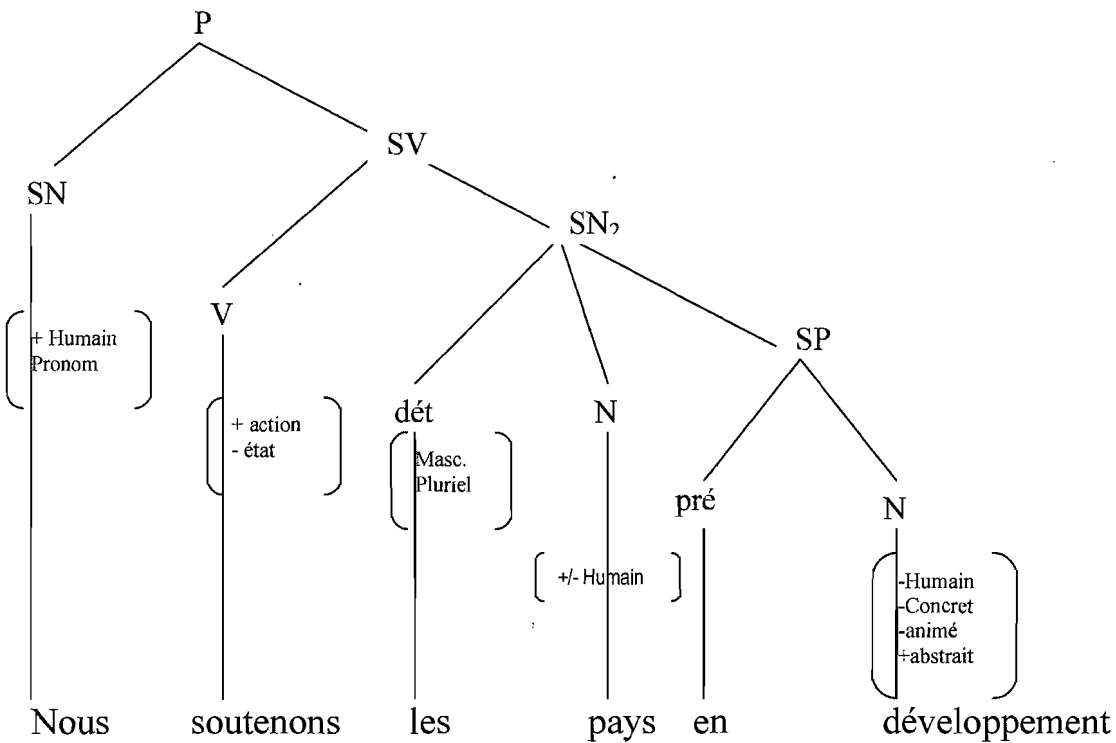 P
SV
SN
SN₂
V
SP
+ Humain
Pronom
dét
N
+ action
- état
Masc.
Pluriel
pré
N
+/- Humain
-Humain
-Concret
-animé
+abstrait
Nous soutenons les pays en développement